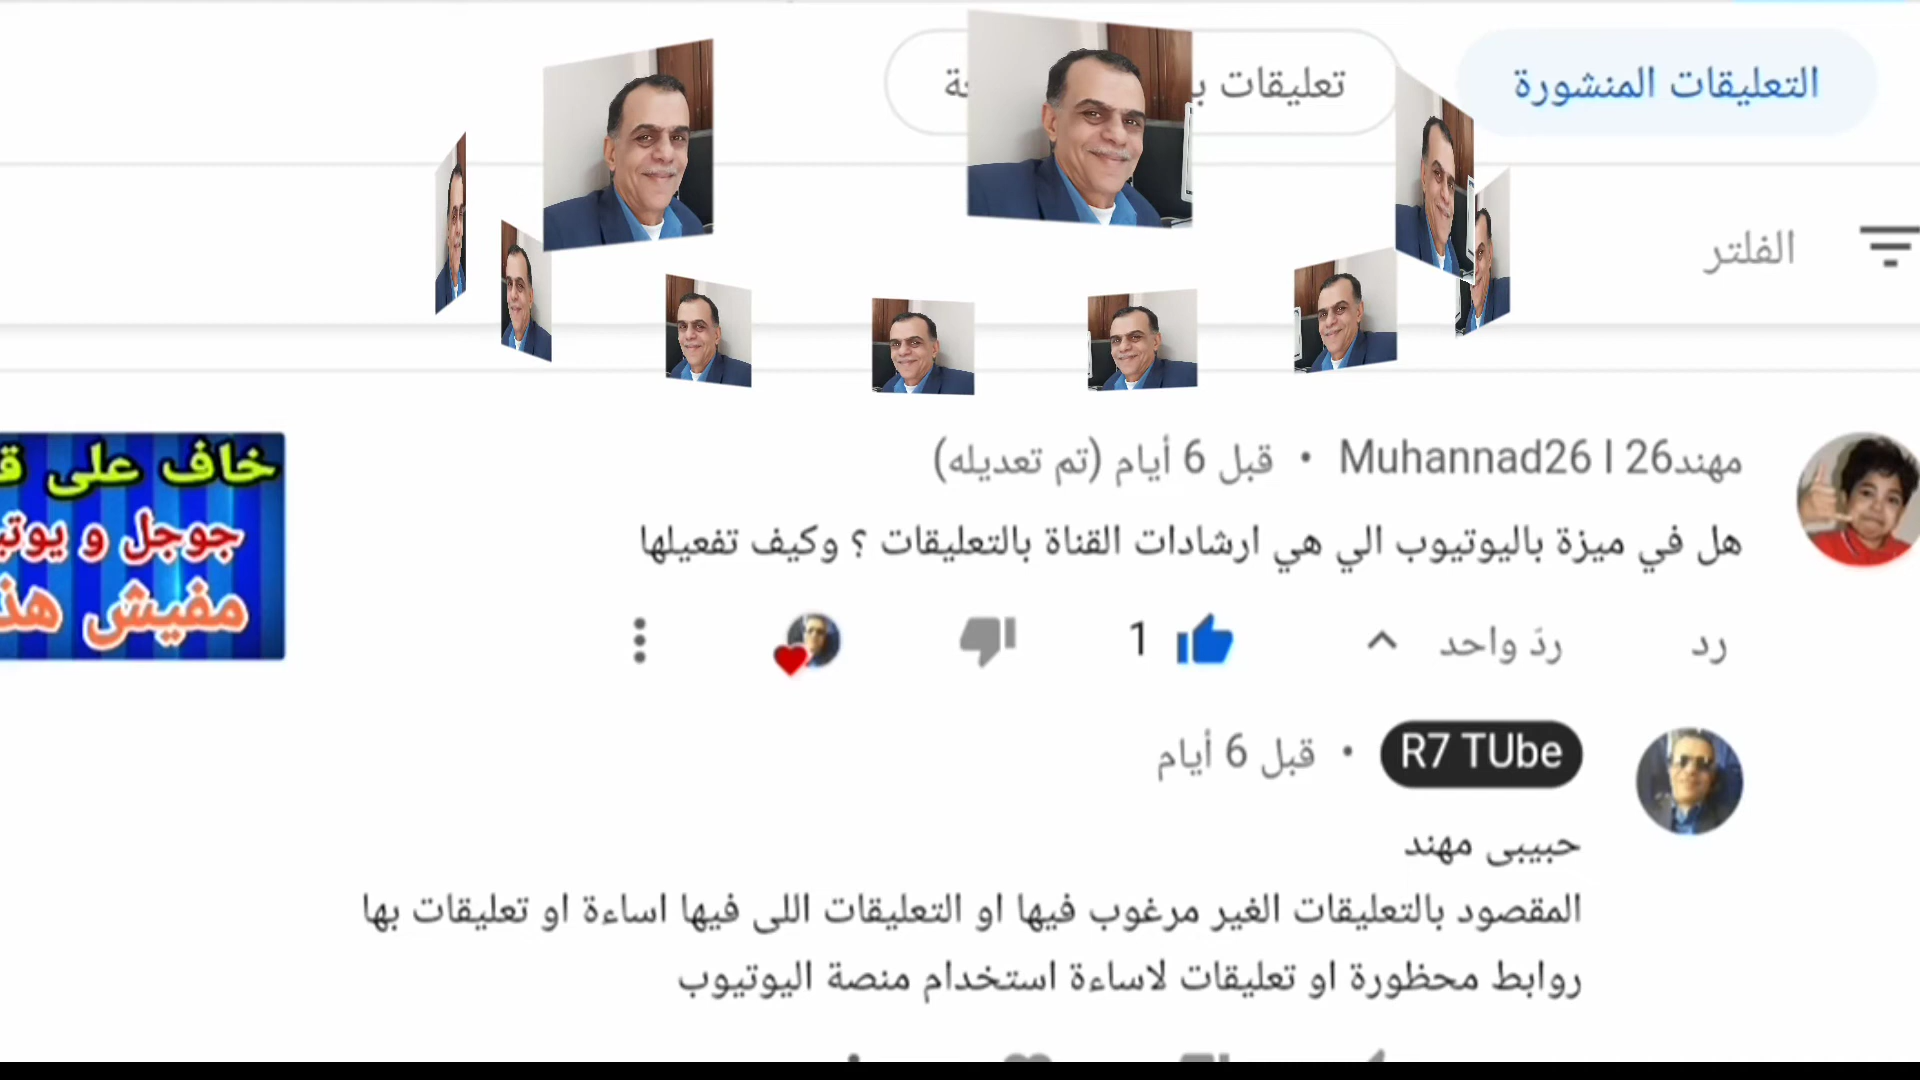 التعليقات المنشورة
تعليقات
الفلتر
مهند26 | Muhannad26 • قبل 6 أيام (تم تعديله)
هل في ميزة باليوتيوب الي هي ارشادات القناة بالتعليقات ؟ وكيف تفعيلها
رد
ردّ واحد
1
خاف على
جوجل و
مفيش
R7 TUbe • قبل 6 أيام
حبيبى مهند
المقصود بالتعليقات الغير مرغوب فيها او التعليقات اللى فيها اساءة او تعليقات بها
روابط محظورة او تعليقات لاساءة استخدام منصة اليوتيوب